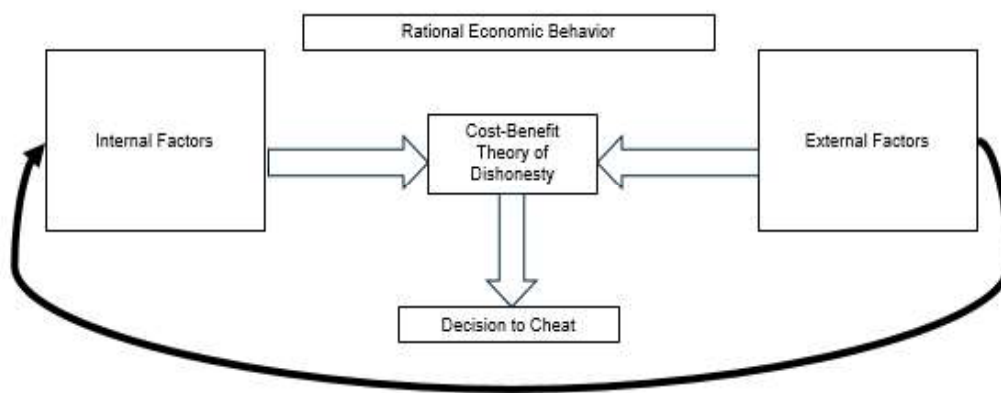 Rational Economic Behavior
Internal Factors
Cost-Benefit
Theory of
Dishonesty
External Factors
Decision to Cheat